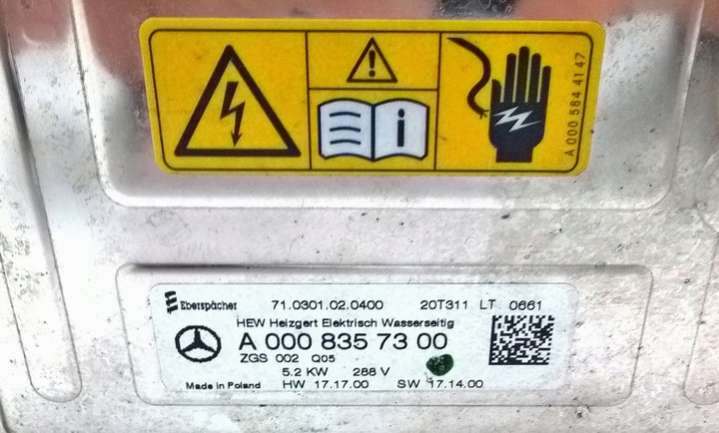 A 000 584 41 47
Eberspächer 71.0301.02.0400 20T311 LT 0661
HEW Heizgert Elektrisch Wasserseitig
A 000 835 73 00
ZGS 002 Q05
5.2 KW 288 V
Made in Poland HW 17.17.00 SW 17.14.00